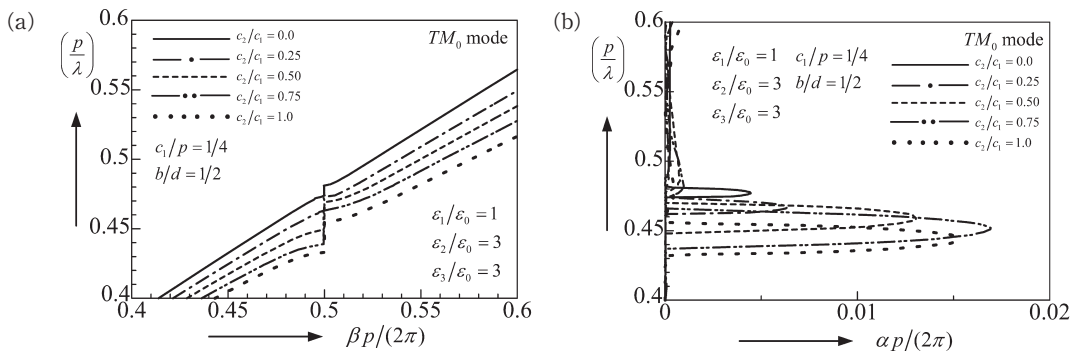 (a)
(p/λ)
0.6
0.55
0.5
0.45
0.4
c₂/c₁ = 0.0
c₂/c₁ = 0.25
c₂/c₁ = 0.50
c₂/c₁ = 0.75
c₂/c₁ = 1.0
c₁/p = 1/4
b/d = 1/2
TM₀ mode
ε₁/ε₀ = 1
ε₂/ε₀ = 3
ε₃/ε₀ = 3
0.4 0.45 0.5 0.55 0.6
βp/(2π)
(b)
(p/λ)
0.6
0.5
0.45
0.4
ε₁/ε₀ = 1 c₁/p = 1/4
ε₂/ε₀ = 3 b/d = 1/2
ε₃/ε₀ = 3
TM₀ mode
c₂/c₁ = 0.0
c₂/c₁ = 0.25
c₂/c₁ = 0.50
c₂/c₁ = 0.75
c₂/c₁ = 1.0
0 0.01 0.02
αp/(2π)